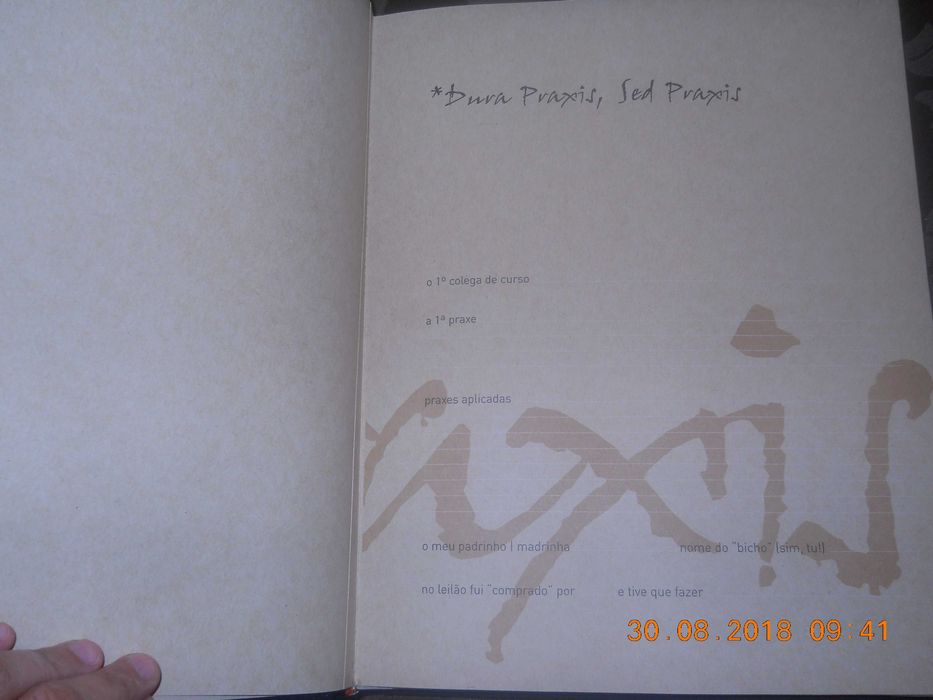 *Dura Praxis, Sed Praxis
o 1º colega de curso
a 1ª praxe
praxes aplicadas
o meu padrinho | madrinha
nome do "bicho" (sim, tu!)
no leilão fui "comprado" por
e tive que fazer
30.08.2018 09:41